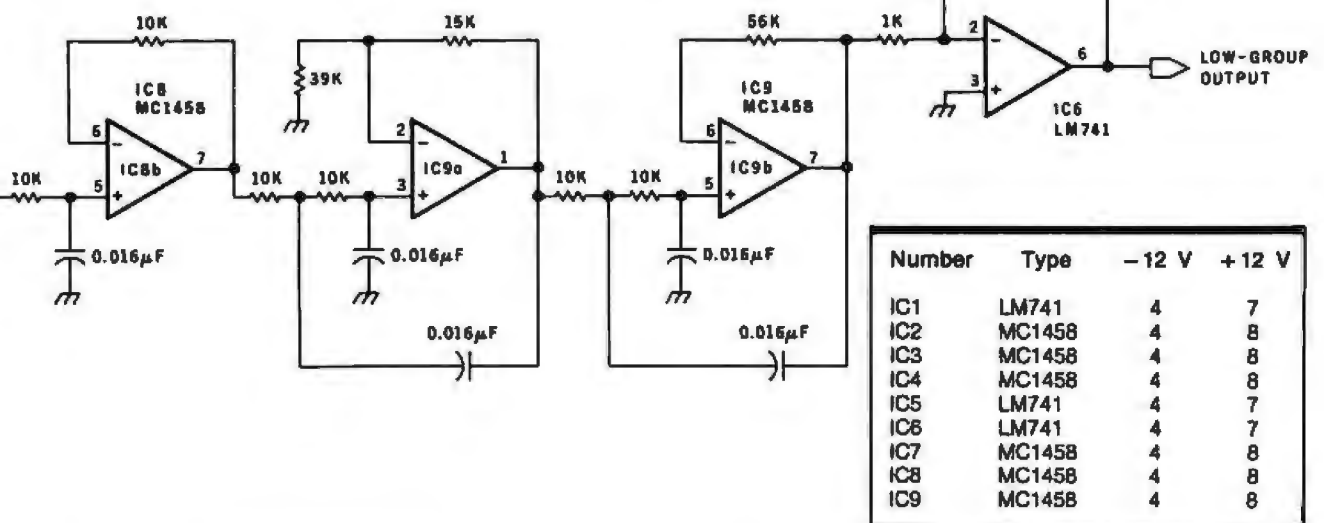 10K
15K
56K
1K
39K
IC8
MC1458
IC8b
6
5
7
10K
0.016µF
10K
10K
IC9a
2
3
1
0.016µF
0.016µF
10K
10K
IC9
MC1458
IC9b
6
5
7
0.016µF
0.016µF
2
3
6
IC6
LM741
LOW-GROUP
OUTPUT
Number Type −12 V +12 V
IC1 LM741 4 7
IC2 MC1458 4 8
IC3 MC1458 4 8
IC4 MC1458 4 8
IC5 LM741 4 7
IC6 LM741 4 7
IC7 MC1458 4 8
IC8 MC1458 4 8
IC9 MC1458 4 8